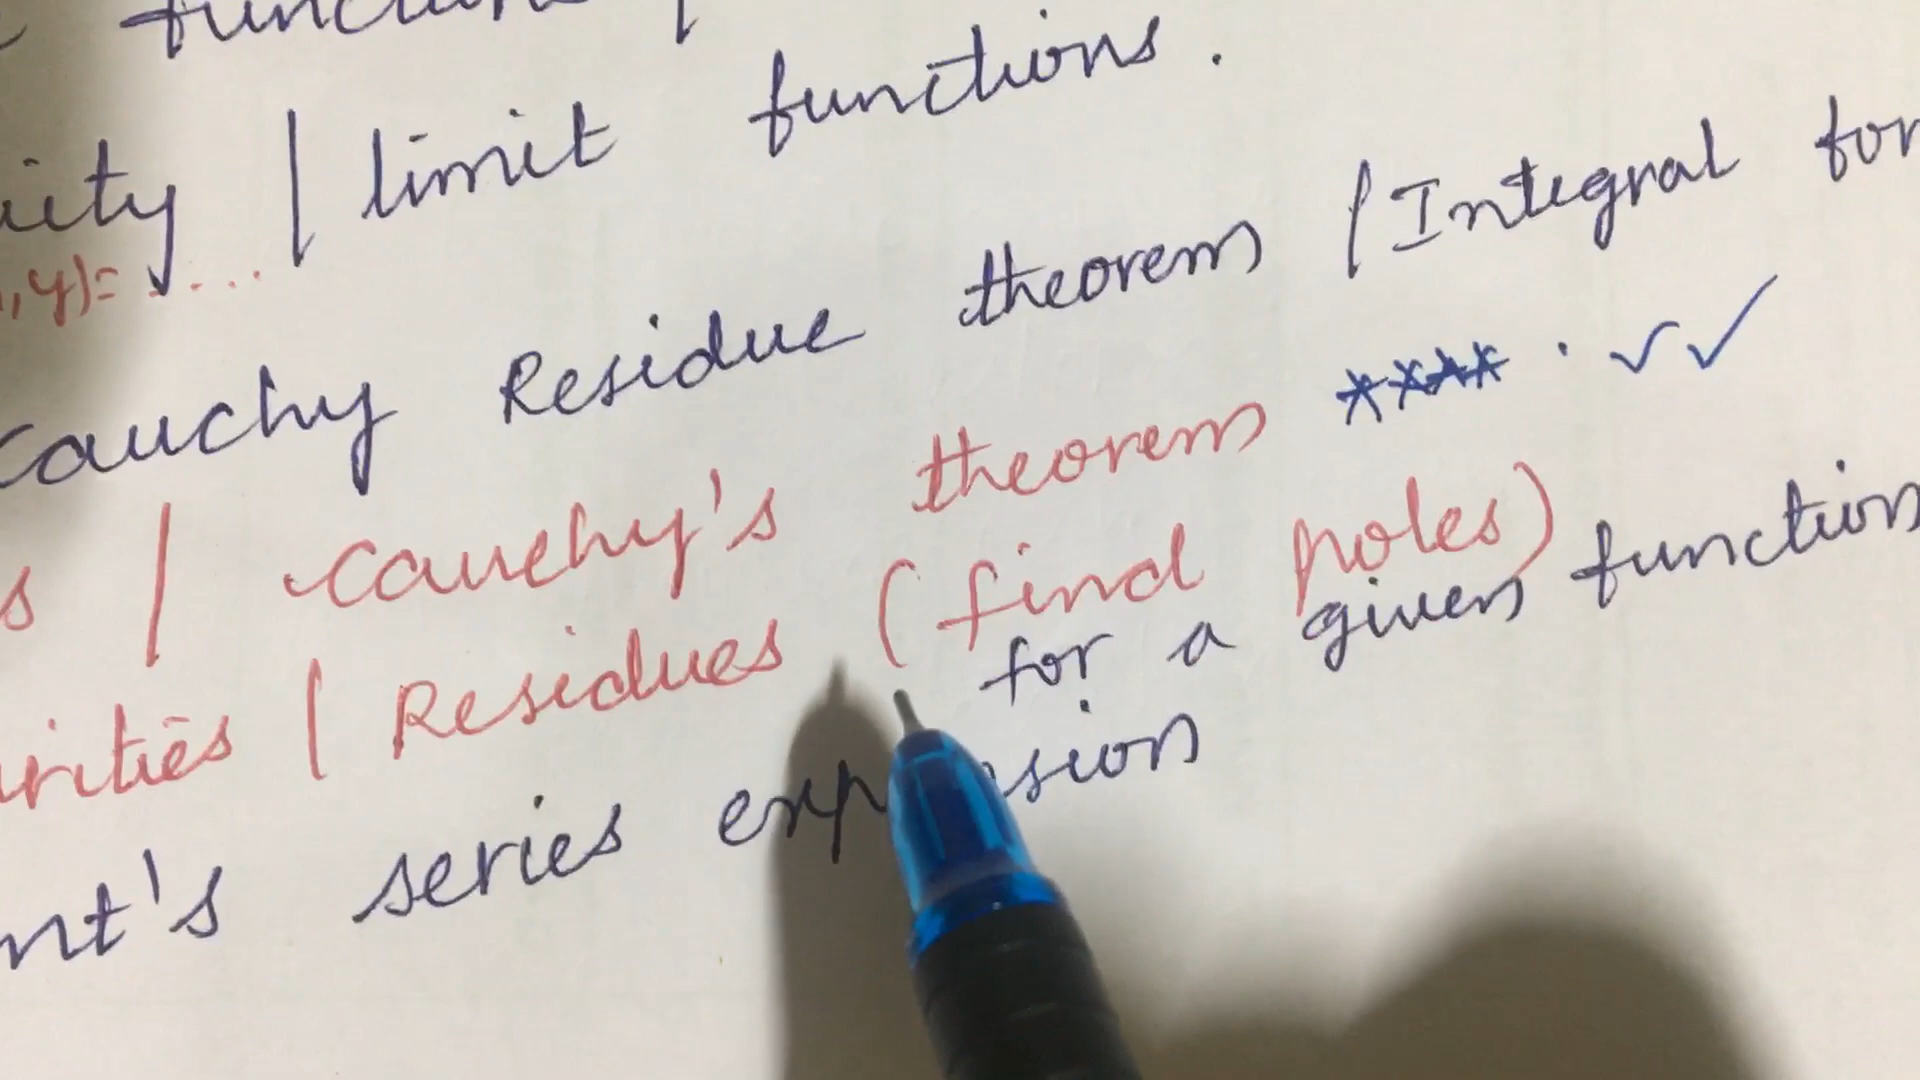 functions
uity / limit functions.
,y)= ....
Cauchy Residue theorem / Integral for
s / Cauchy's theorem **** . ✓✓
rities / Residues (find poles)
nt's series expansion for a given function